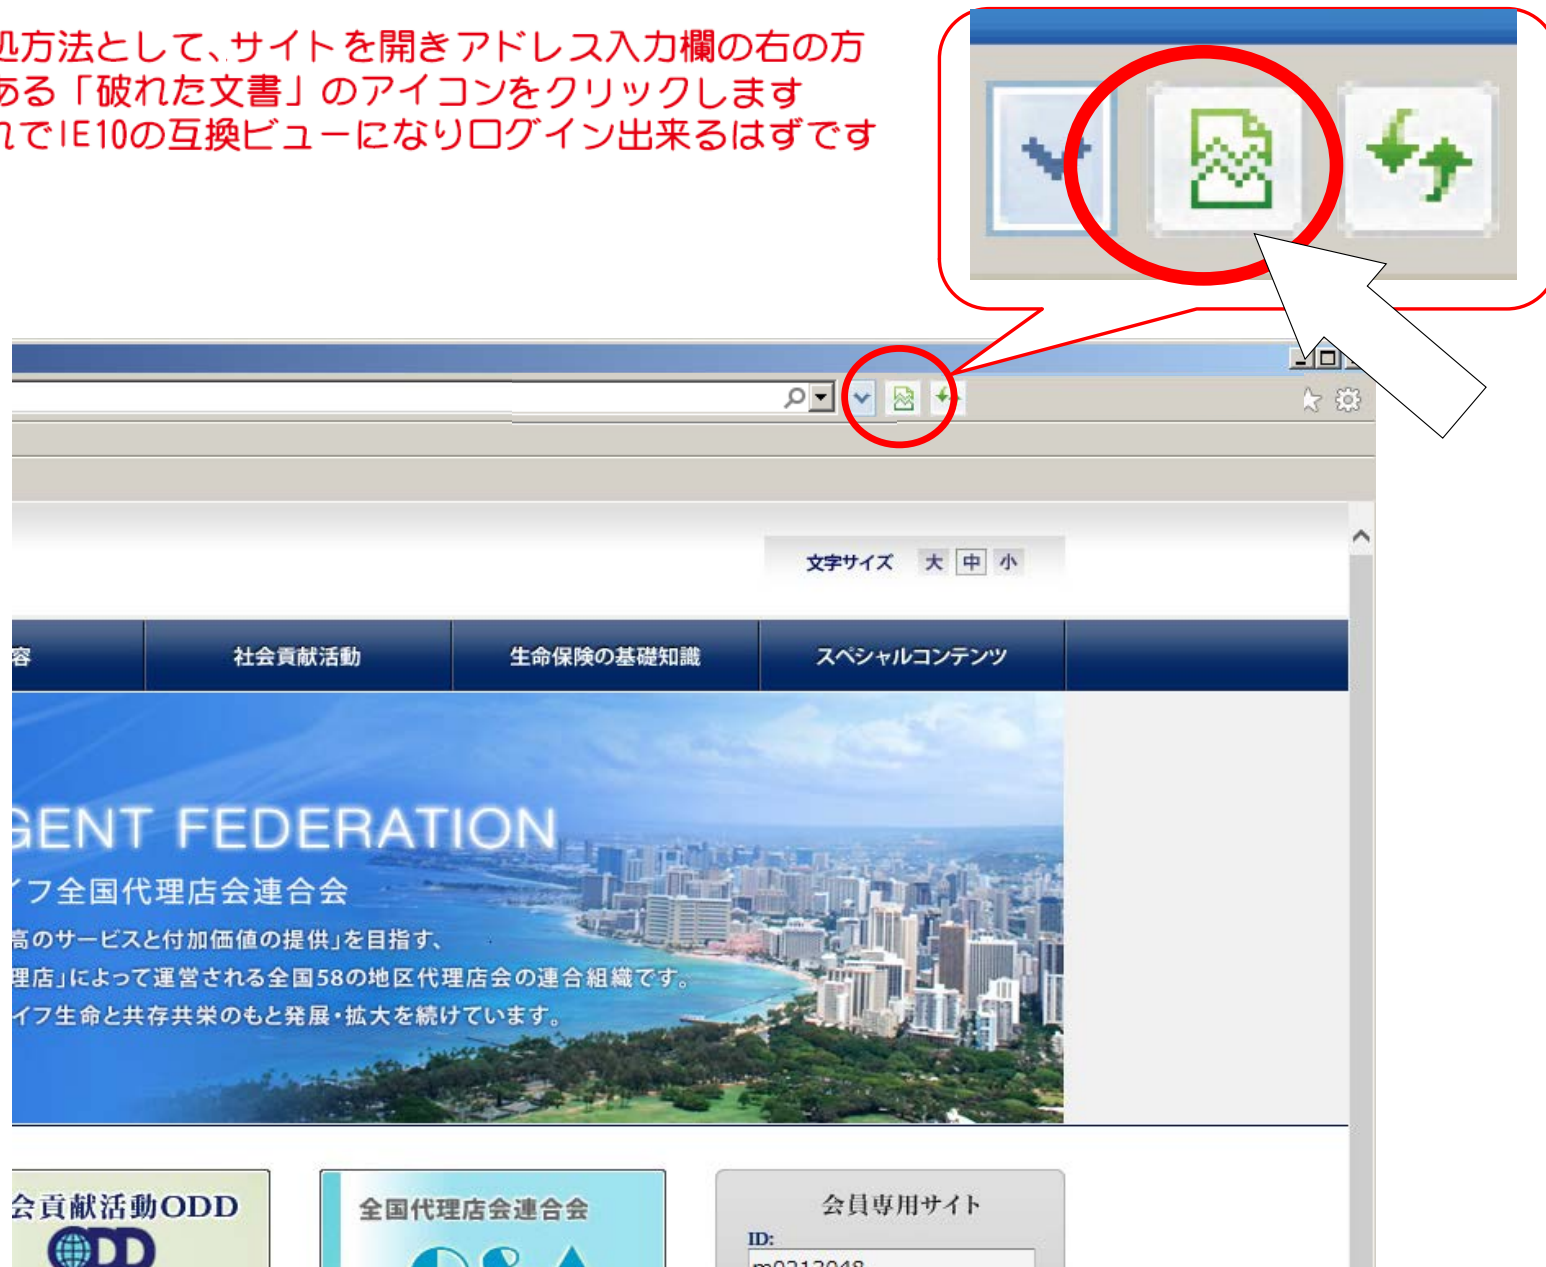 処方法として、サイトを開きアドレス入力欄の右の方
ある「破れた文書」のアイコンをクリックします
れでIE10の互換ビューになりログイン出来るはずです
文字サイズ 大 中 小
容 社会貢献活動 生命保険の基礎知識 スペシャルコンテンツ
GENT FEDERATION
イフ全国代理店会連合会
高のサービスと付加価値の提供」を目指す、
理店」によって運営される全国58の地区代理店会の連合組織です。
イフ生命と共存共栄のもと発展・拡大を続けています。
会貢献活動ODD
ODD
全国代理店会連合会
Q&A
会員専用サイト
ID:
m0213048